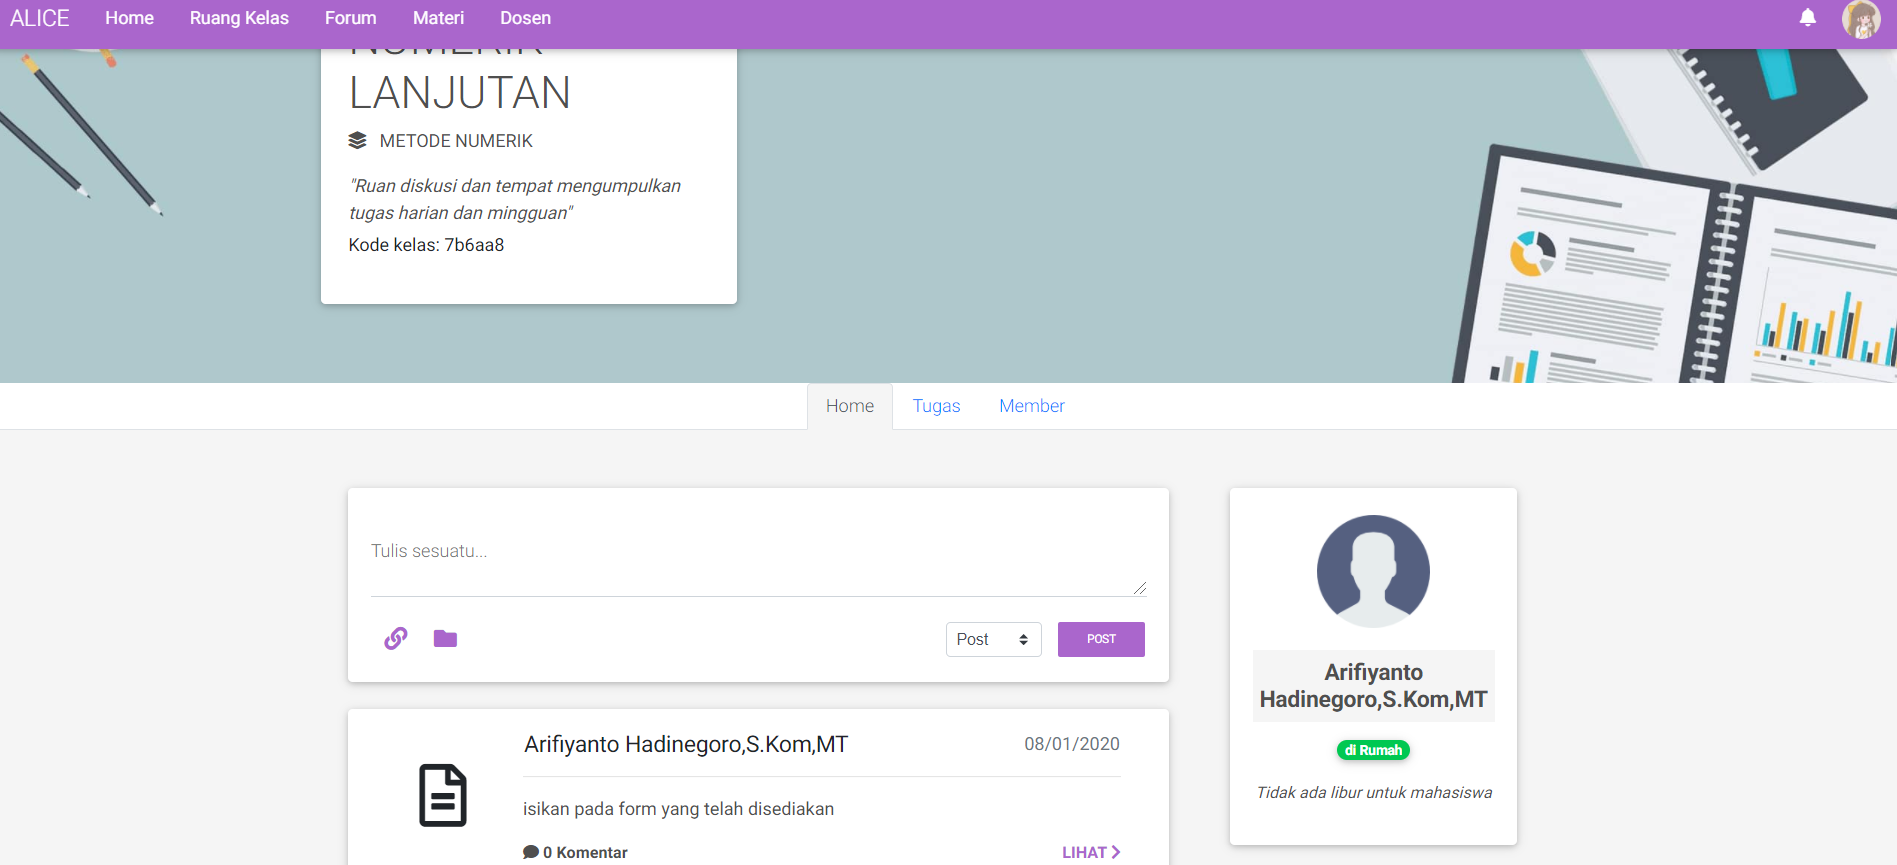 ALICE Home Ruang Kelas Forum Materi Dosen
NUMERIK
LANJUTAN
METODE NUMERIK
"Ruan diskusi dan tempat mengumpulkan
tugas harian dan mingguan"
Kode kelas: 7b6aa8
Home Tugas Member
Tulis sesuatu...
Post POST
Arifiyanto Hadinegoro,S.Kom,MT 08/01/2020
isikan pada form yang telah disediakan
0 Komentar LIHAT
Arifiyanto
Hadinegoro,S.Kom,MT
di Rumah
Tidak ada libur untuk mahasiswa